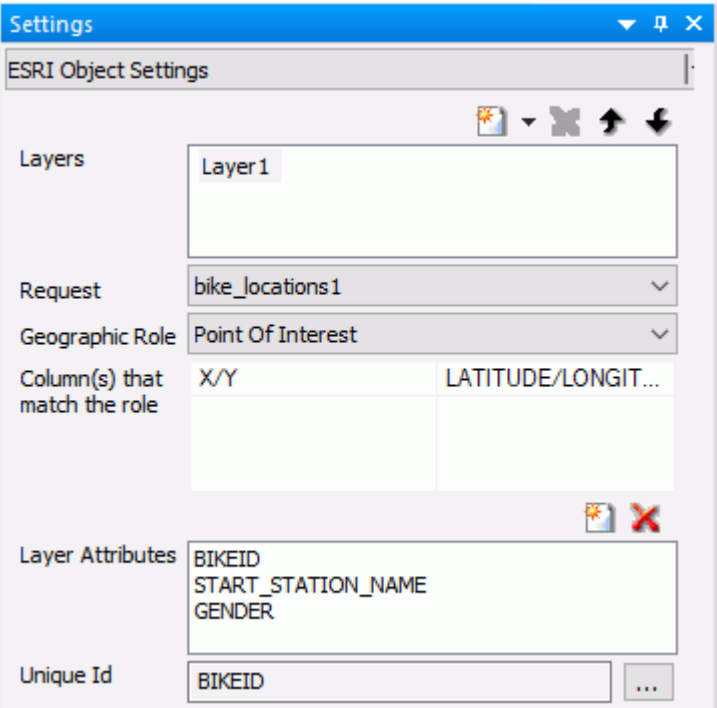 Settings
ESRI Object Settings
Layers
Layer1
Request
bike_locations1
Geographic Role
Point Of Interest
Column(s) that
match the role
X/Y
LATITUDE/LONGIT...
Layer Attributes
BIKEID
START_STATION_NAME
GENDER
Unique Id
BIKEID
...